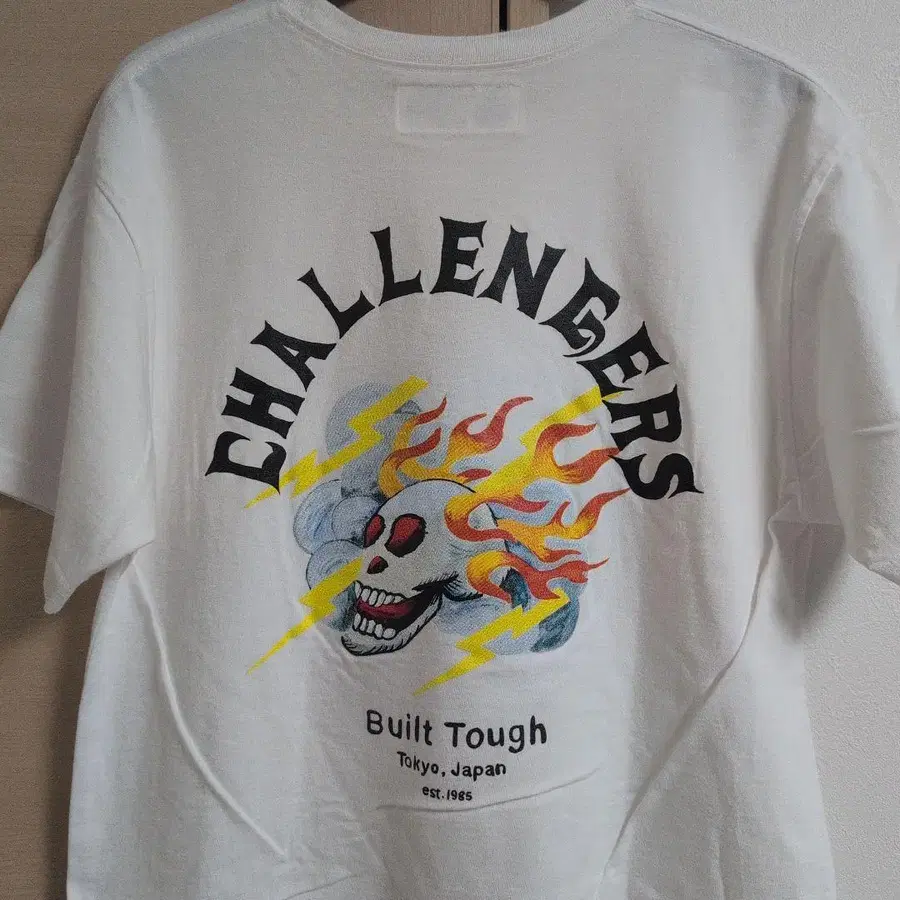 CHALLENGERS
Built Tough
Tokyo, Japan
est. 1985